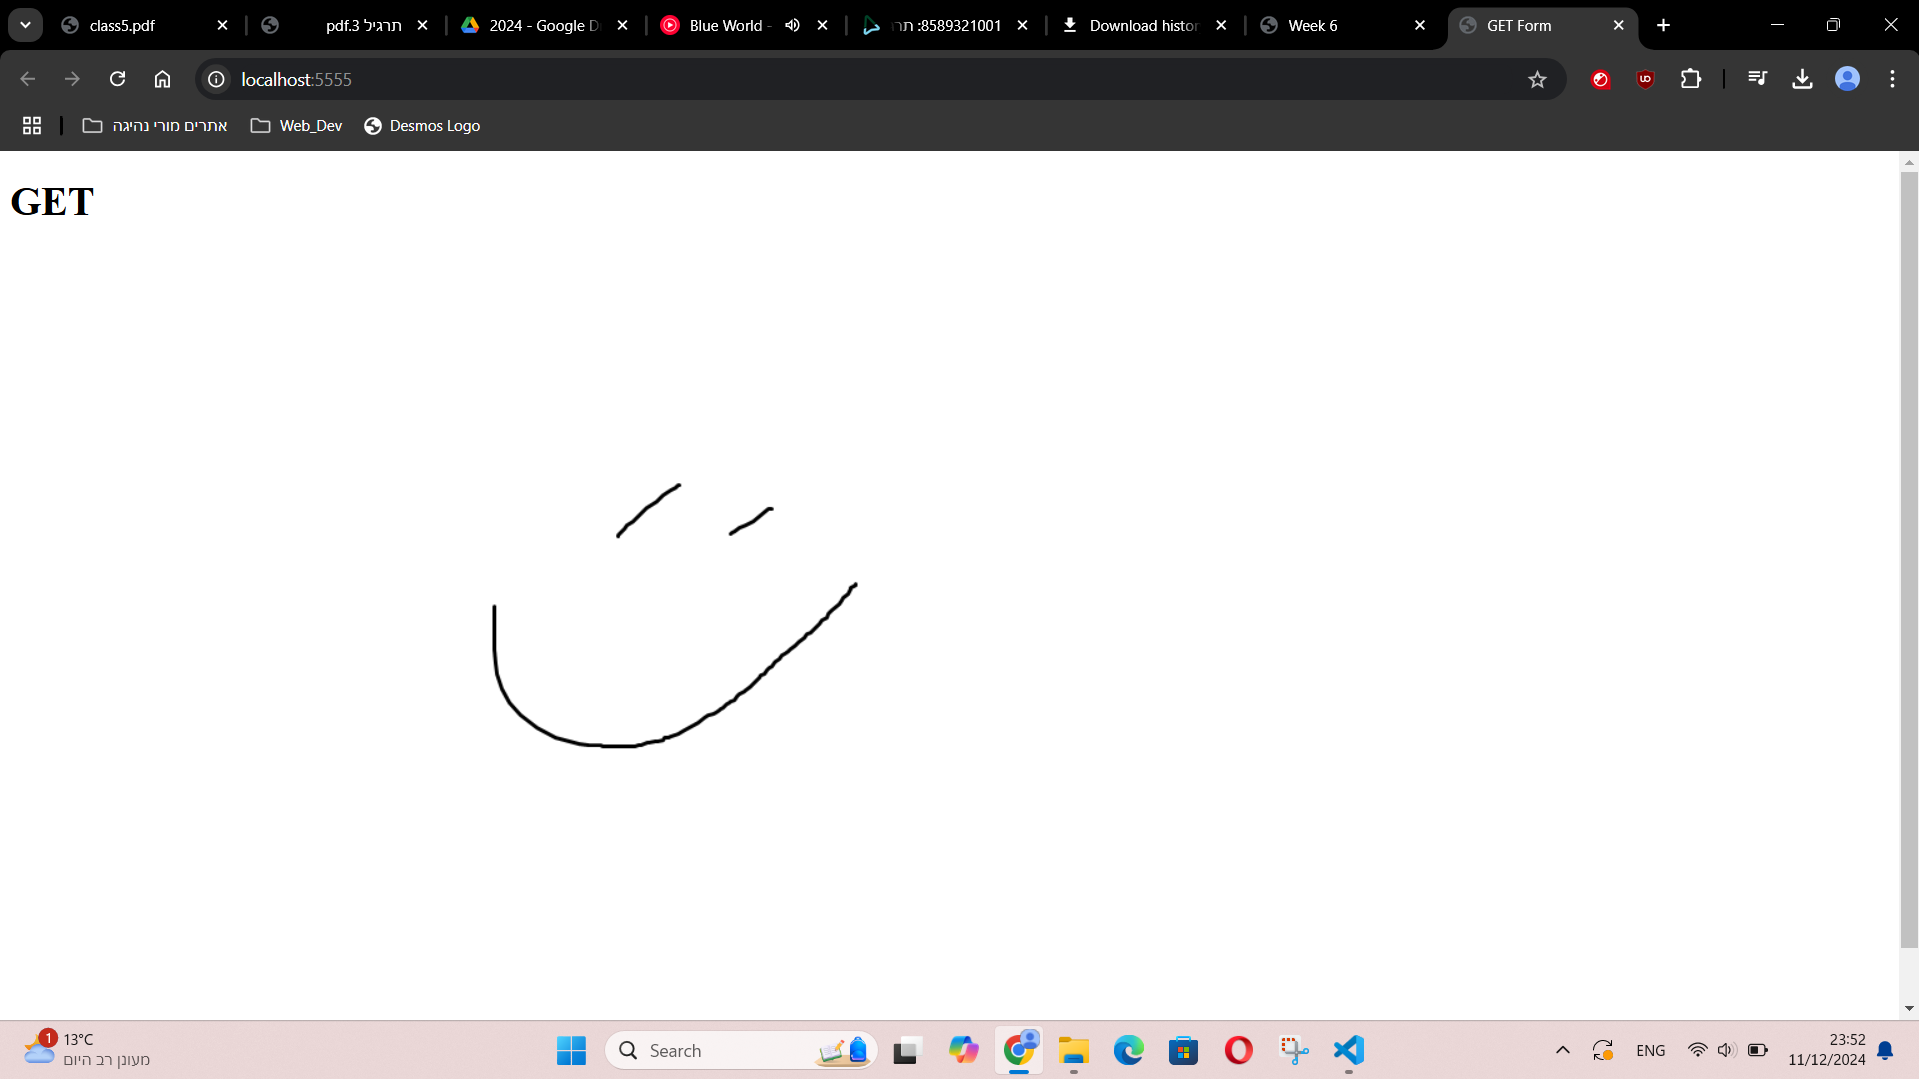 class5.pdf
תרגיל 3.pdf
2024 - Google D
Blue World -
8589321001: תר
Download histor
Week 6
GET Form
localhost:5555
אתרים מורי נהיגה
Web_Dev
Desmos Logo
GET
1
13°C
מעונן רב היום
Search
ENG
23:52
11/12/2024